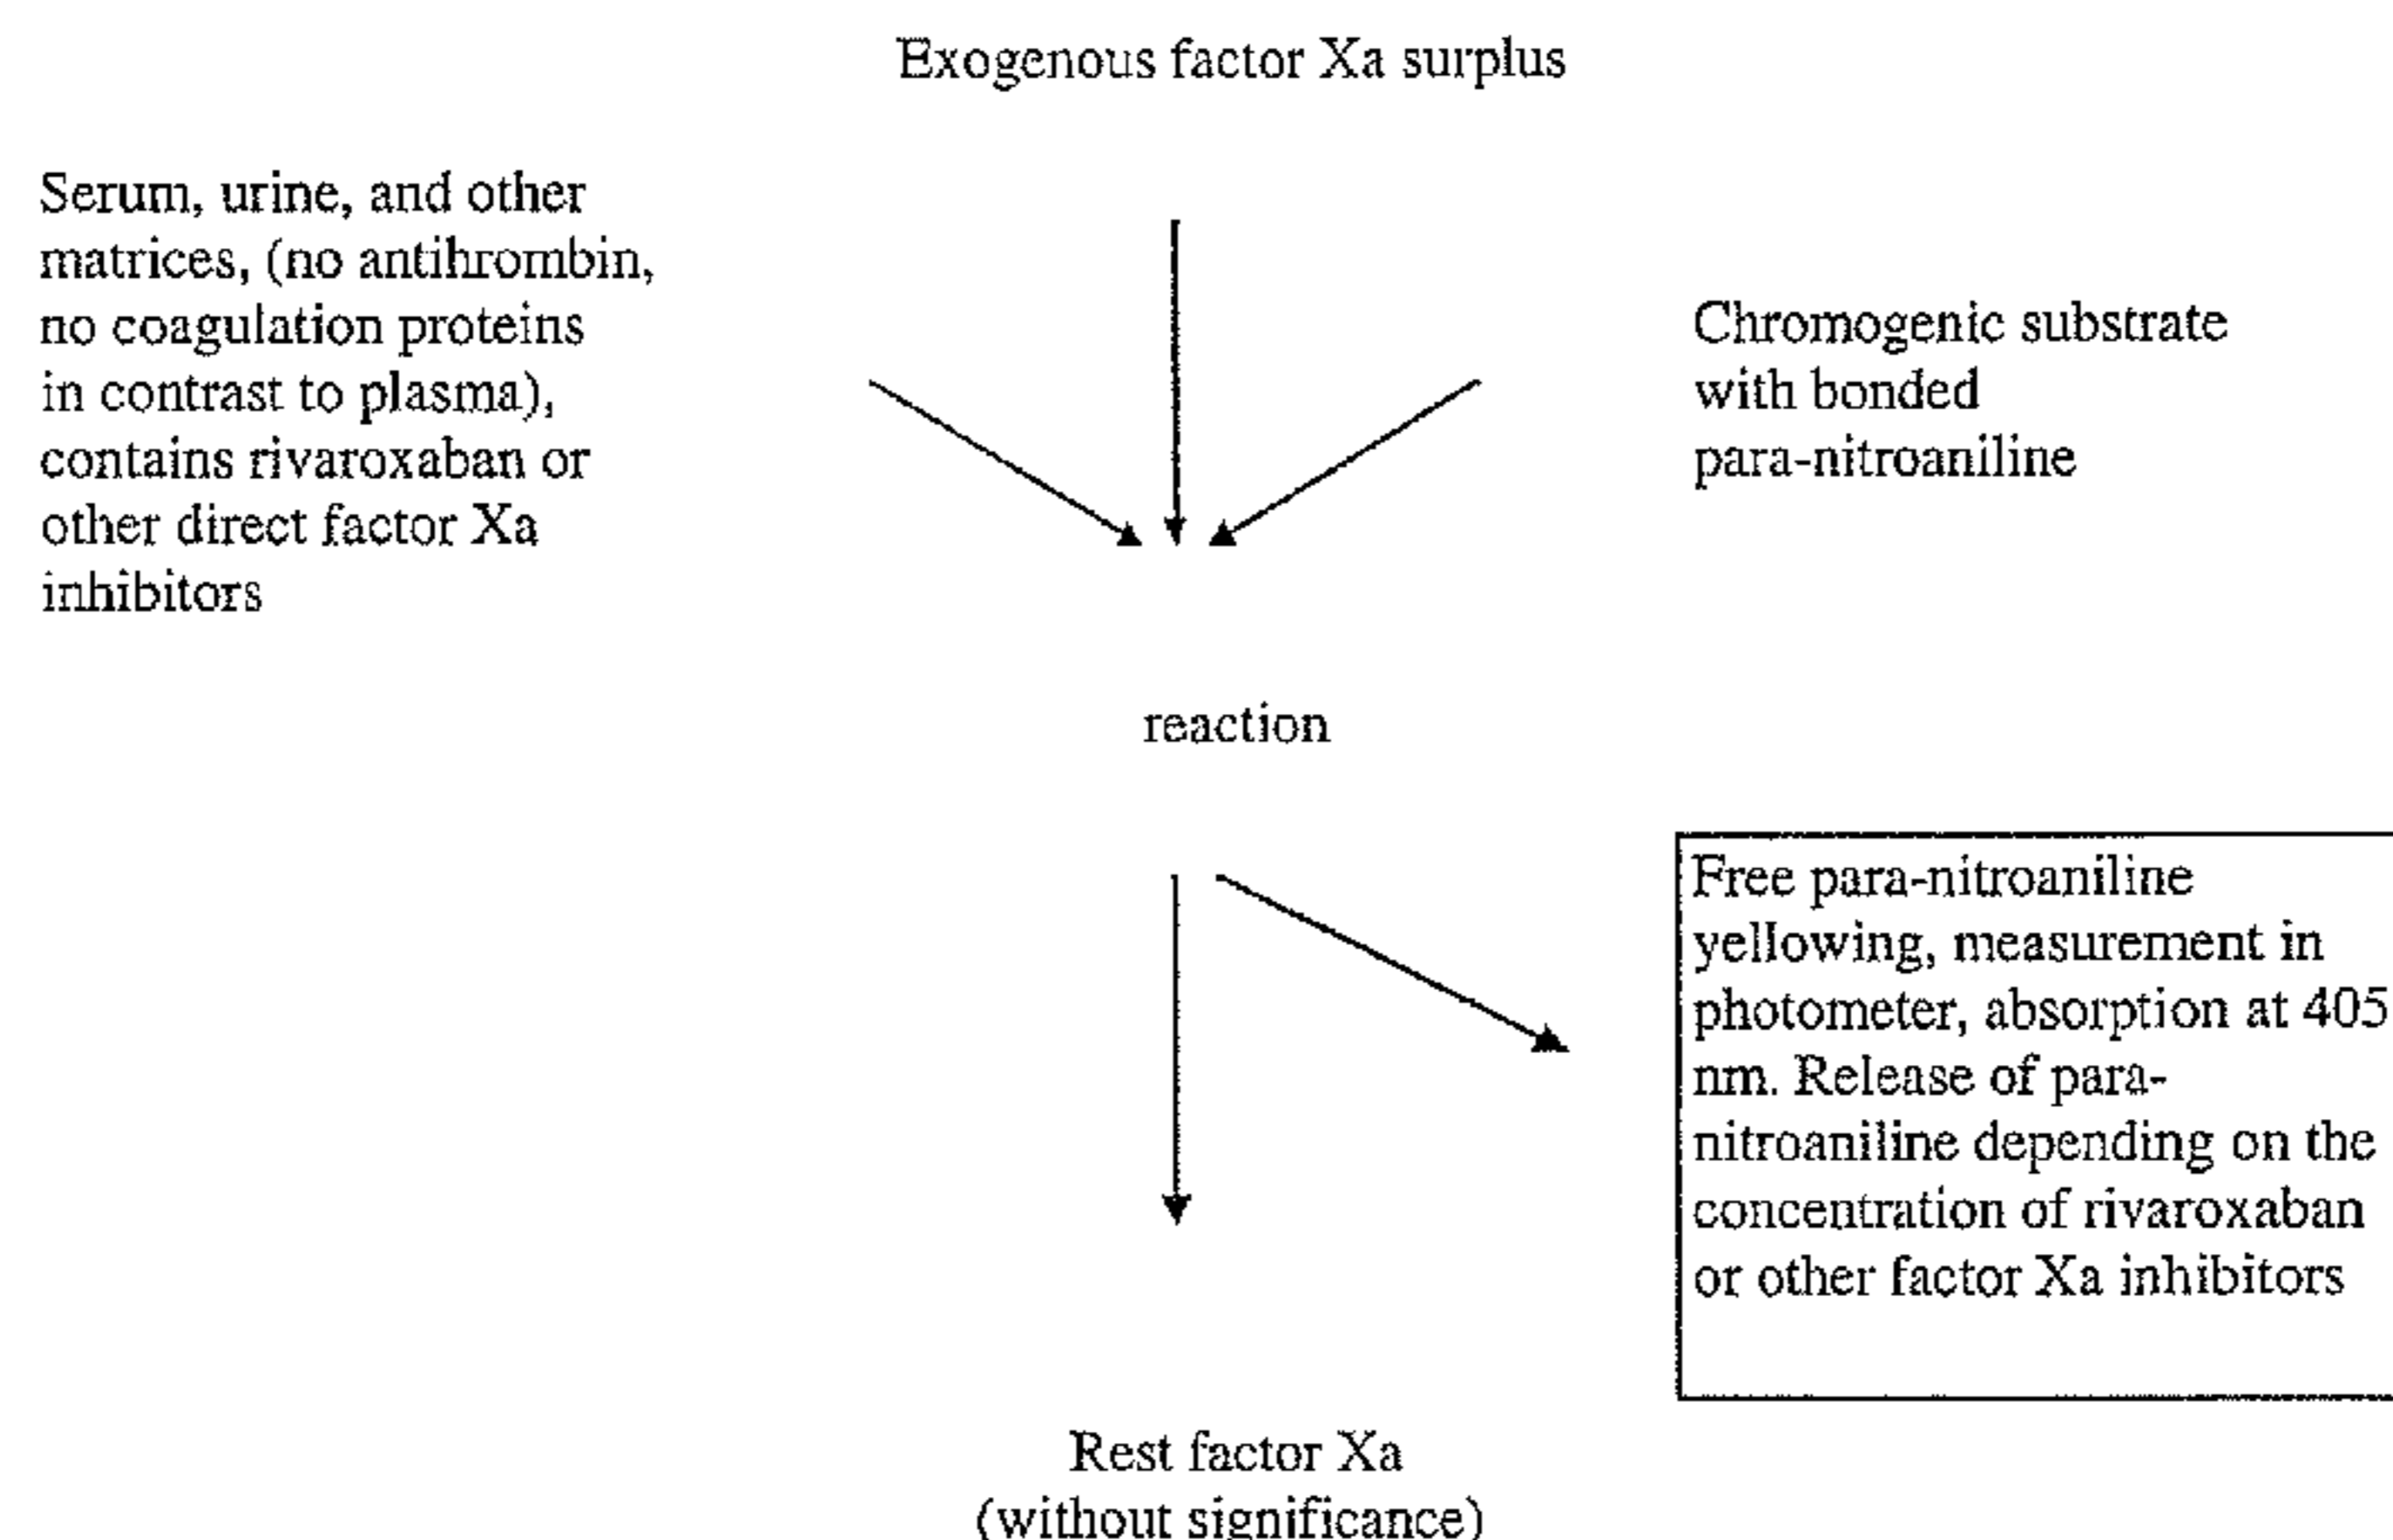 Exogenous factor Xa surplus
Serum, urine, and other
matrices, (no antihrombin,
no coagulation proteins
in contrast to plasma),
contains rivaroxaban or
other direct factor Xa
inhibitors
Chromogenic substrate
with bonded
para-nitroaniline
reaction
Free para-nitroaniline
yellowing, measurement in
photometer, absorption at 405
nm. Release of para-
nitroaniline depending on the
concentration of rivaroxaban
or other factor Xa inhibitors
Rest factor Xa
(without significance)